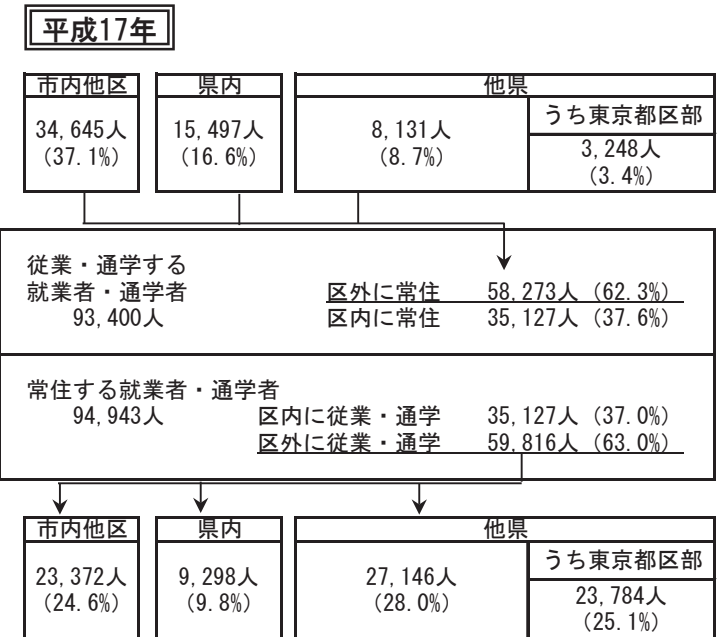 平成17年
市内他区 県内 他県
34,645人 15,497人 8,131人 うち東京都区部
(37.1%) (16.6%) (8.7%) 3,248人
(3.4%)
従業・通学する
就業者・通学者 区外に常住 58,273人 (62.3%)
93,400人 区内に常住 35,127人 (37.6%)
常住する就業者・通学者
94,943人 区内に従業・通学 35,127人 (37.0%)
区外に従業・通学 59,816人 (63.0%)
市内他区 県内 他県
23,372人 9,298人 27,146人 うち東京都区部
(24.6%) (9.8%) (28.0%) 23,784人
(25.1%)